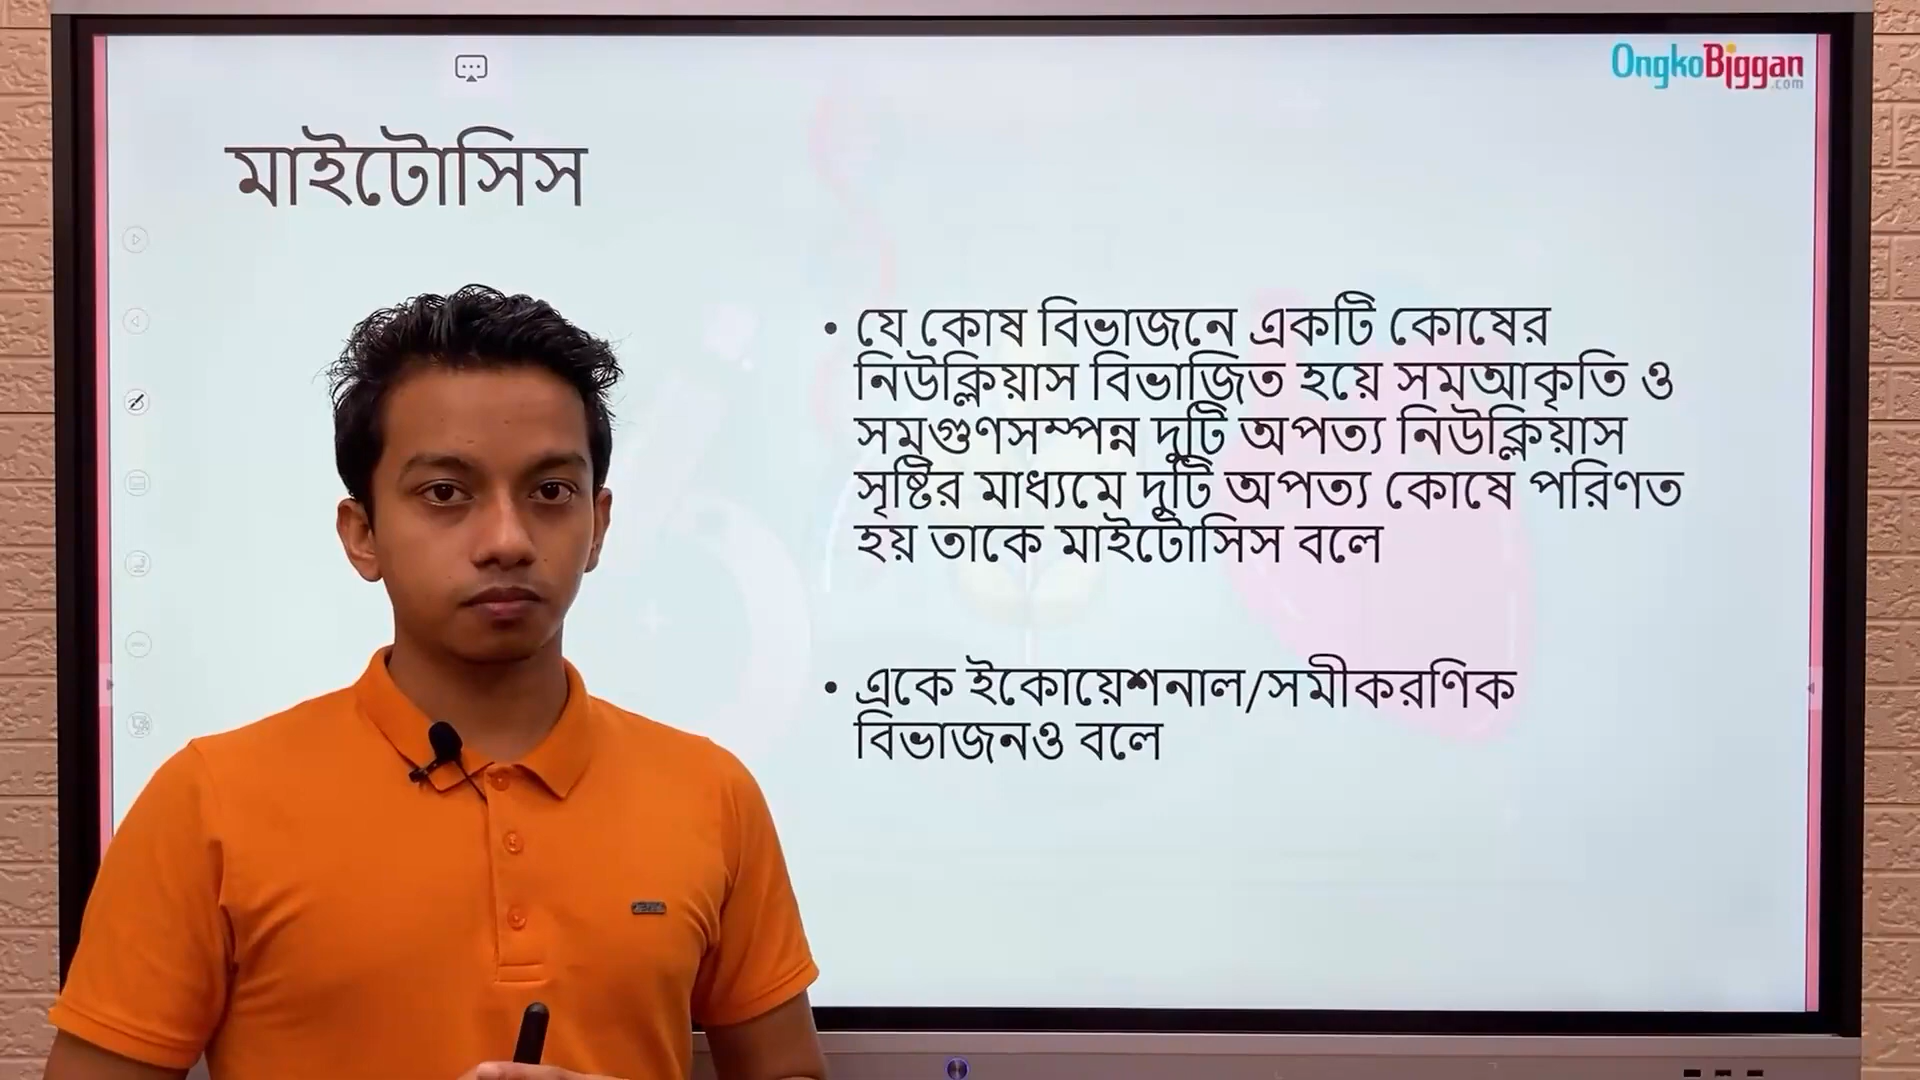 OngkoBiggan
.com
মাইটোসিস
• যে কোষ বিভাজনে একটি কোষের
নিউক্লিয়াস বিভাজিত হয়ে সমআকৃতি ও
সমগুণসম্পন্ন দুটি অপত্য নিউক্লিয়াস
সৃষ্টির মাধ্যমে দুটি অপত্য কোষে পরিণত
হয় তাকে মাইটোসিস বলে
• একে ইকোয়েশনাল/সমীকরণিক
বিভাজনও বলে